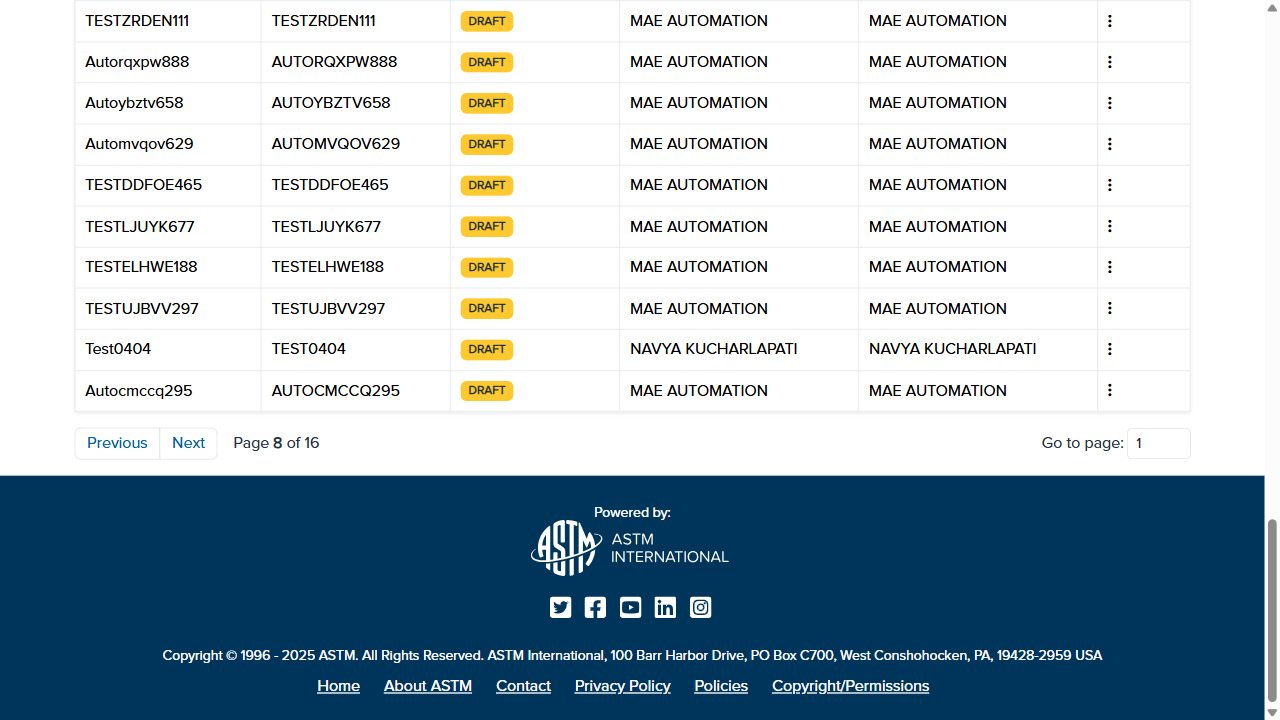 TESTZRDEN111 TESTZRDEN111 DRAFT MAE AUTOMATION MAE AUTOMATION
Autorqxpw888 AUTORQXPW888 DRAFT MAE AUTOMATION MAE AUTOMATION
Autoybztv658 AUTOYBZTV658 DRAFT MAE AUTOMATION MAE AUTOMATION
Automvqov629 AUTOMVQOV629 DRAFT MAE AUTOMATION MAE AUTOMATION
TESTDDFOE465 TESTDDFOE465 DRAFT MAE AUTOMATION MAE AUTOMATION
TESTLJUYK677 TESTLJUYK677 DRAFT MAE AUTOMATION MAE AUTOMATION
TESTELHWE188 TESTELHWE188 DRAFT MAE AUTOMATION MAE AUTOMATION
TESTUJBVV297 TESTUJBVV297 DRAFT MAE AUTOMATION MAE AUTOMATION
Test0404 TEST0404 DRAFT NAVYA KUCHARLAPATI NAVYA KUCHARLAPATI
Autocmccq295 AUTOCMCCQ295 DRAFT MAE AUTOMATION MAE AUTOMATION
Previous Next Page 8 of 16 Go to page: 1
Powered by:
ASTM ASTM
INTERNATIONAL
Copyright © 1996 - 2025 ASTM. All Rights Reserved. ASTM International, 100 Barr Harbor Drive, PO Box C700, West Conshohocken, PA, 19428-2959 USA
Home About ASTM Contact Privacy Policy Policies Copyright/Permissions